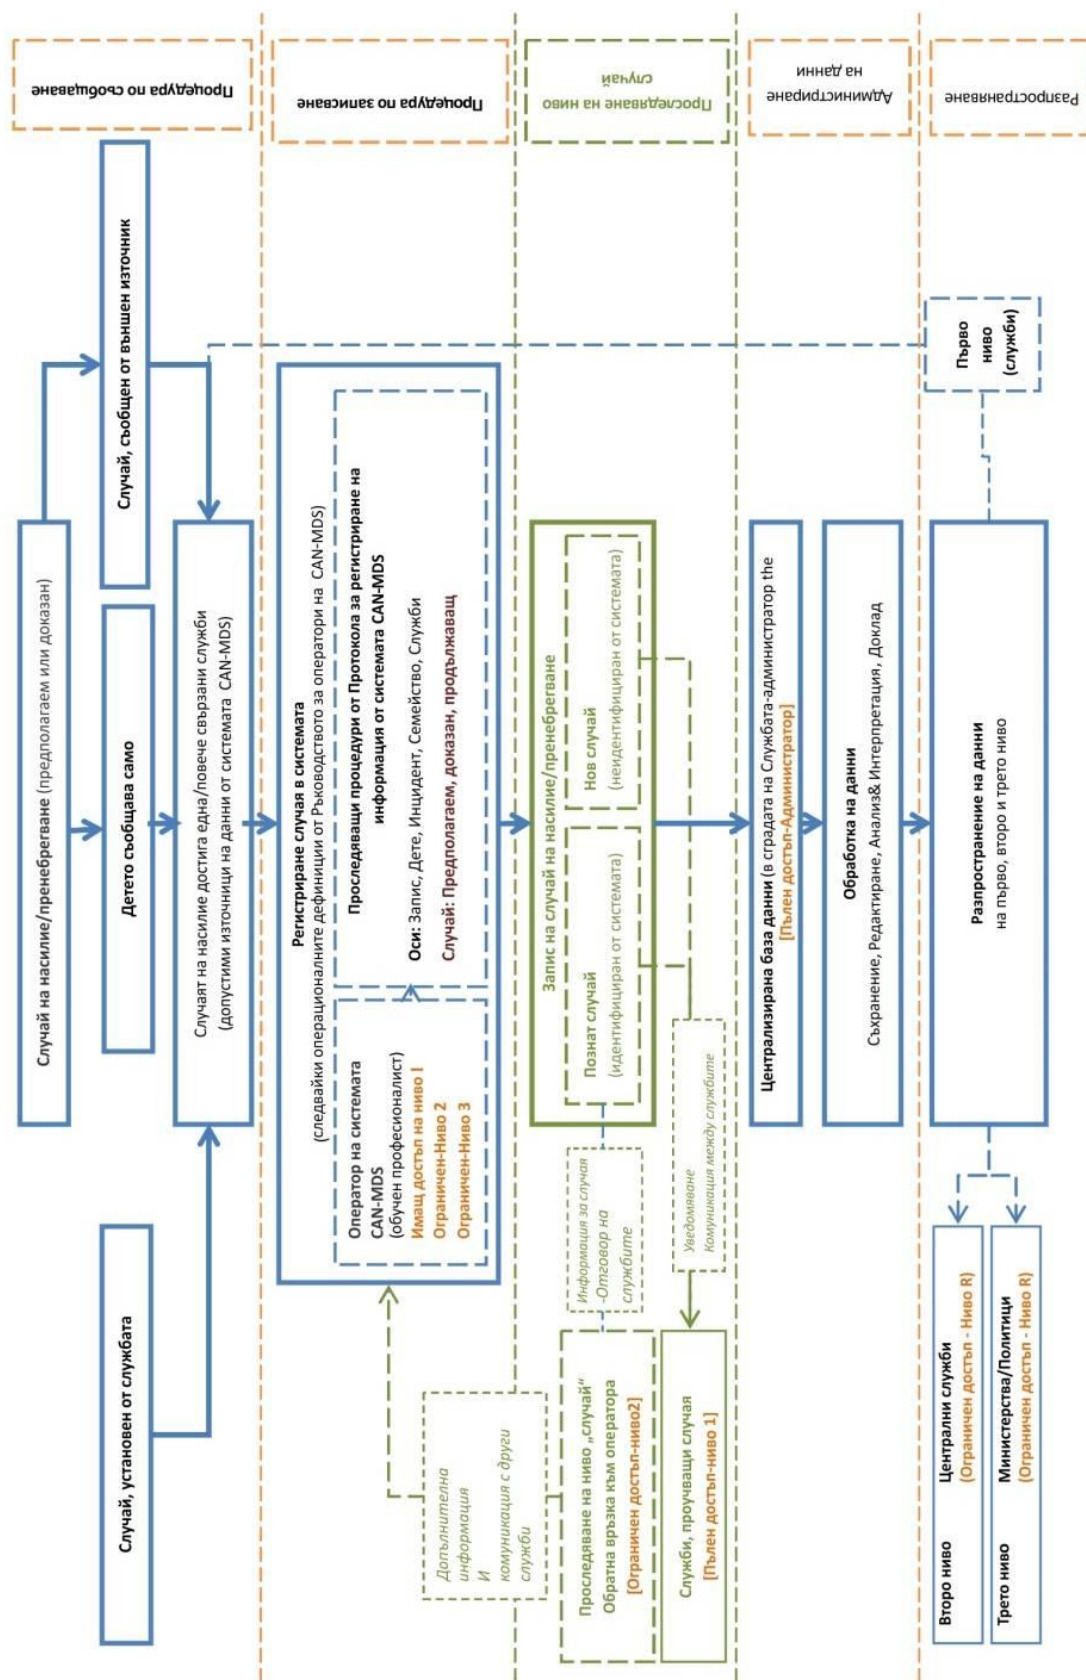 Процедура по съобщаване
Случай на насилие/пренебрегване (предполагаем или доказан)
Случай, установен от службата
Детето съобщава само
Случай, съобщен от външен източник
Случаят на насилие достига една/повече свързани служби
(допустими източници на данни от системата CAN-MDS)
Процедура по записване
Регистриране случая в системата
(следвайки операционалните дефиниции от Ръководството за оператори на CAN-MDS)
Оператор на системата
CAN-MDS
(обучен професионалист)
Имащ достъп на ниво I
Ограничен-Ниво 2
Ограничен-Ниво 3
Проследяващи процедури от Протокола за регистриране на
информация от система CAN-MDS
Оси: Запис, Дете, Инцидент, Семейство, Служби
Случай: Предполагаем, доказан, продължаващ
Допълнителна
информация
И
комуникация с други
служби
Проследяване на ниво
случай
Запис на случай на насилие/пренебрегване
Познат случай
(идентифициран от системата)
Нов случай
(неидентифициран от системата)
Информация за случая
-Отговор на
службите
Проследяване на ниво „случай“
Обратна връзка към оператора
[Ограничен достъп-ниво2]
Уведомяване
Комуникация между службите
Служби, проучващи случая
[Пълен достъп-ниво 1]
Администриране
на данни
Централизирана база данни (в сградата на Службата-администратор the
[Пълен достъп-Администратор]
Обработка на данни
Съхранение, Редактиране, Анализ& Интерпретация, Доклад
Разпространяване
Разпространение на данни
на първо, второ и трето ниво
Първо
ниво
(служби)
Второ ниво
Централни служби
(Ограничен достъп - Ниво R)
Трето ниво
Министерства/Политици
(Ограничен достъп - Ниво R)